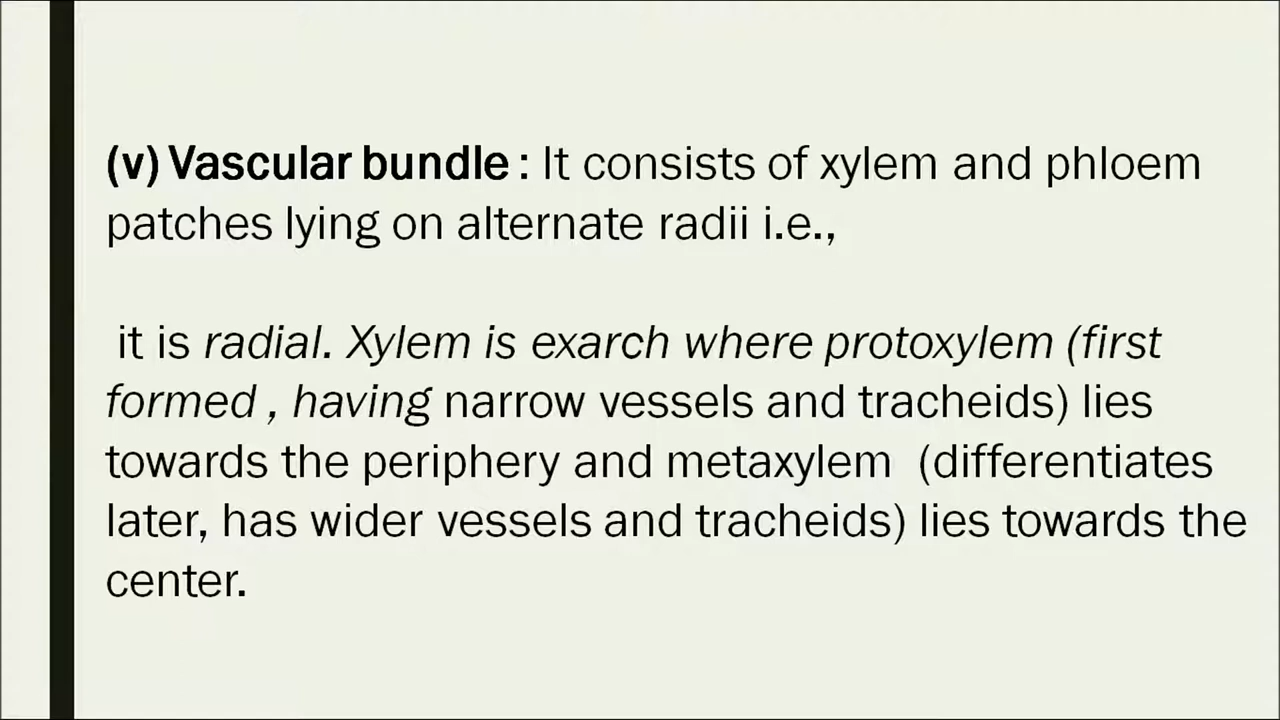 (v) Vascular bundle : It consists of xylem and phloem
patches lying on alternate radii i.e.,
it is radial. Xylem is exarch where protoxylem (first
formed , having narrow vessels and tracheids) lies
towards the periphery and metaxylem (differentiates
later, has wider vessels and tracheids) lies towards the
center.